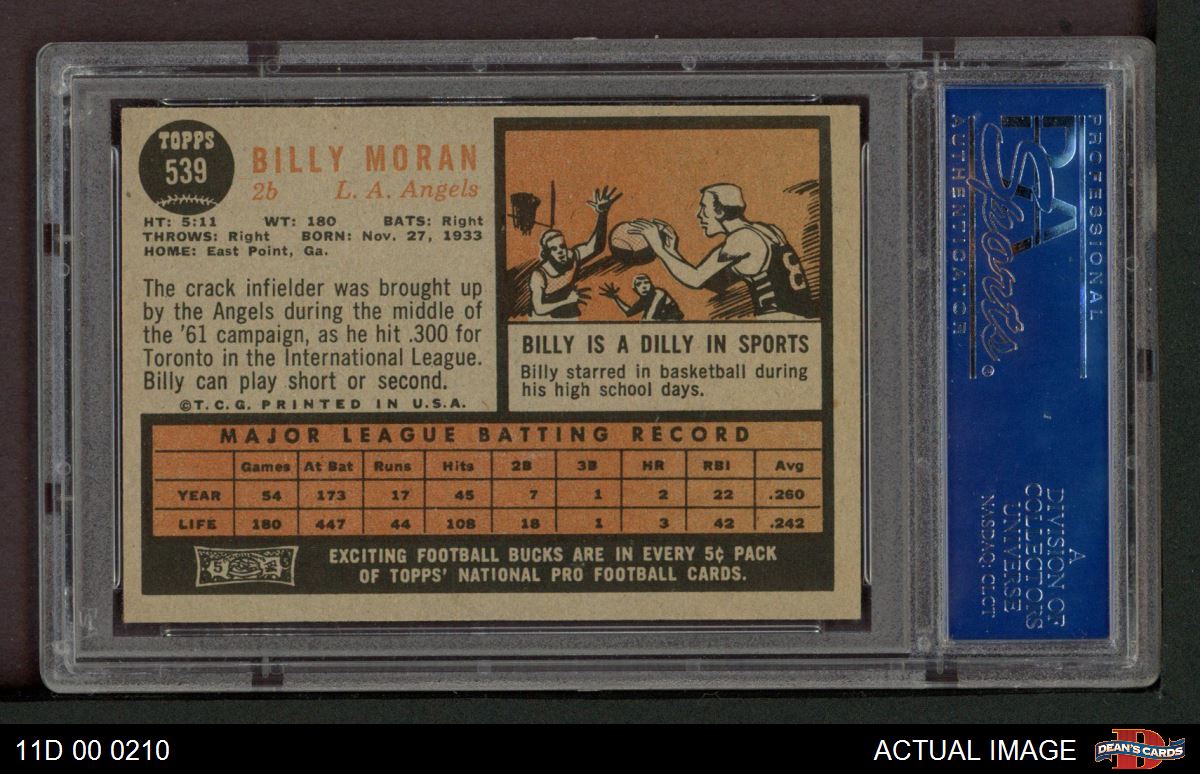 TOPPS
539
BILLY MORAN
2b L. A. Angels
HT: 5:11 WT: 180 BATS: Right
THROWS: Right BORN: Nov. 27, 1933
HOME: East Point, Ga.
The crack infielder was brought up
by the Angels during the middle of
the '61 campaign, as he hit .300 for
Toronto in the International League.
Billy can play short or second.
©T.C.G. PRINTED IN U.S.A.
8
BILLY IS A DILLY IN SPORTS
Billy starred in basketball during
his high school days.
MAJOR LEAGUE BATTING RECORD
Games At Bat Runs Hits 2B 3B HR RBI Avg
YEAR 54 173 17 45 7 1 2 22 .260
LIFE 180 447 44 108 18 1 3 42 .242
5
EXCITING FOOTBALL BUCKS ARE IN EVERY 5¢ PACK
OF TOPPS' NATIONAL PRO FOOTBALL CARDS.
PROFESSIONAL
PSA
Sports®
AUTHENTICATOR
A
DIVISION OF
COLLECTORS
UNIVERSE
NASDAQ: CLCT
11D 00 0210
ACTUAL IMAGE
DEAN'S CARDS